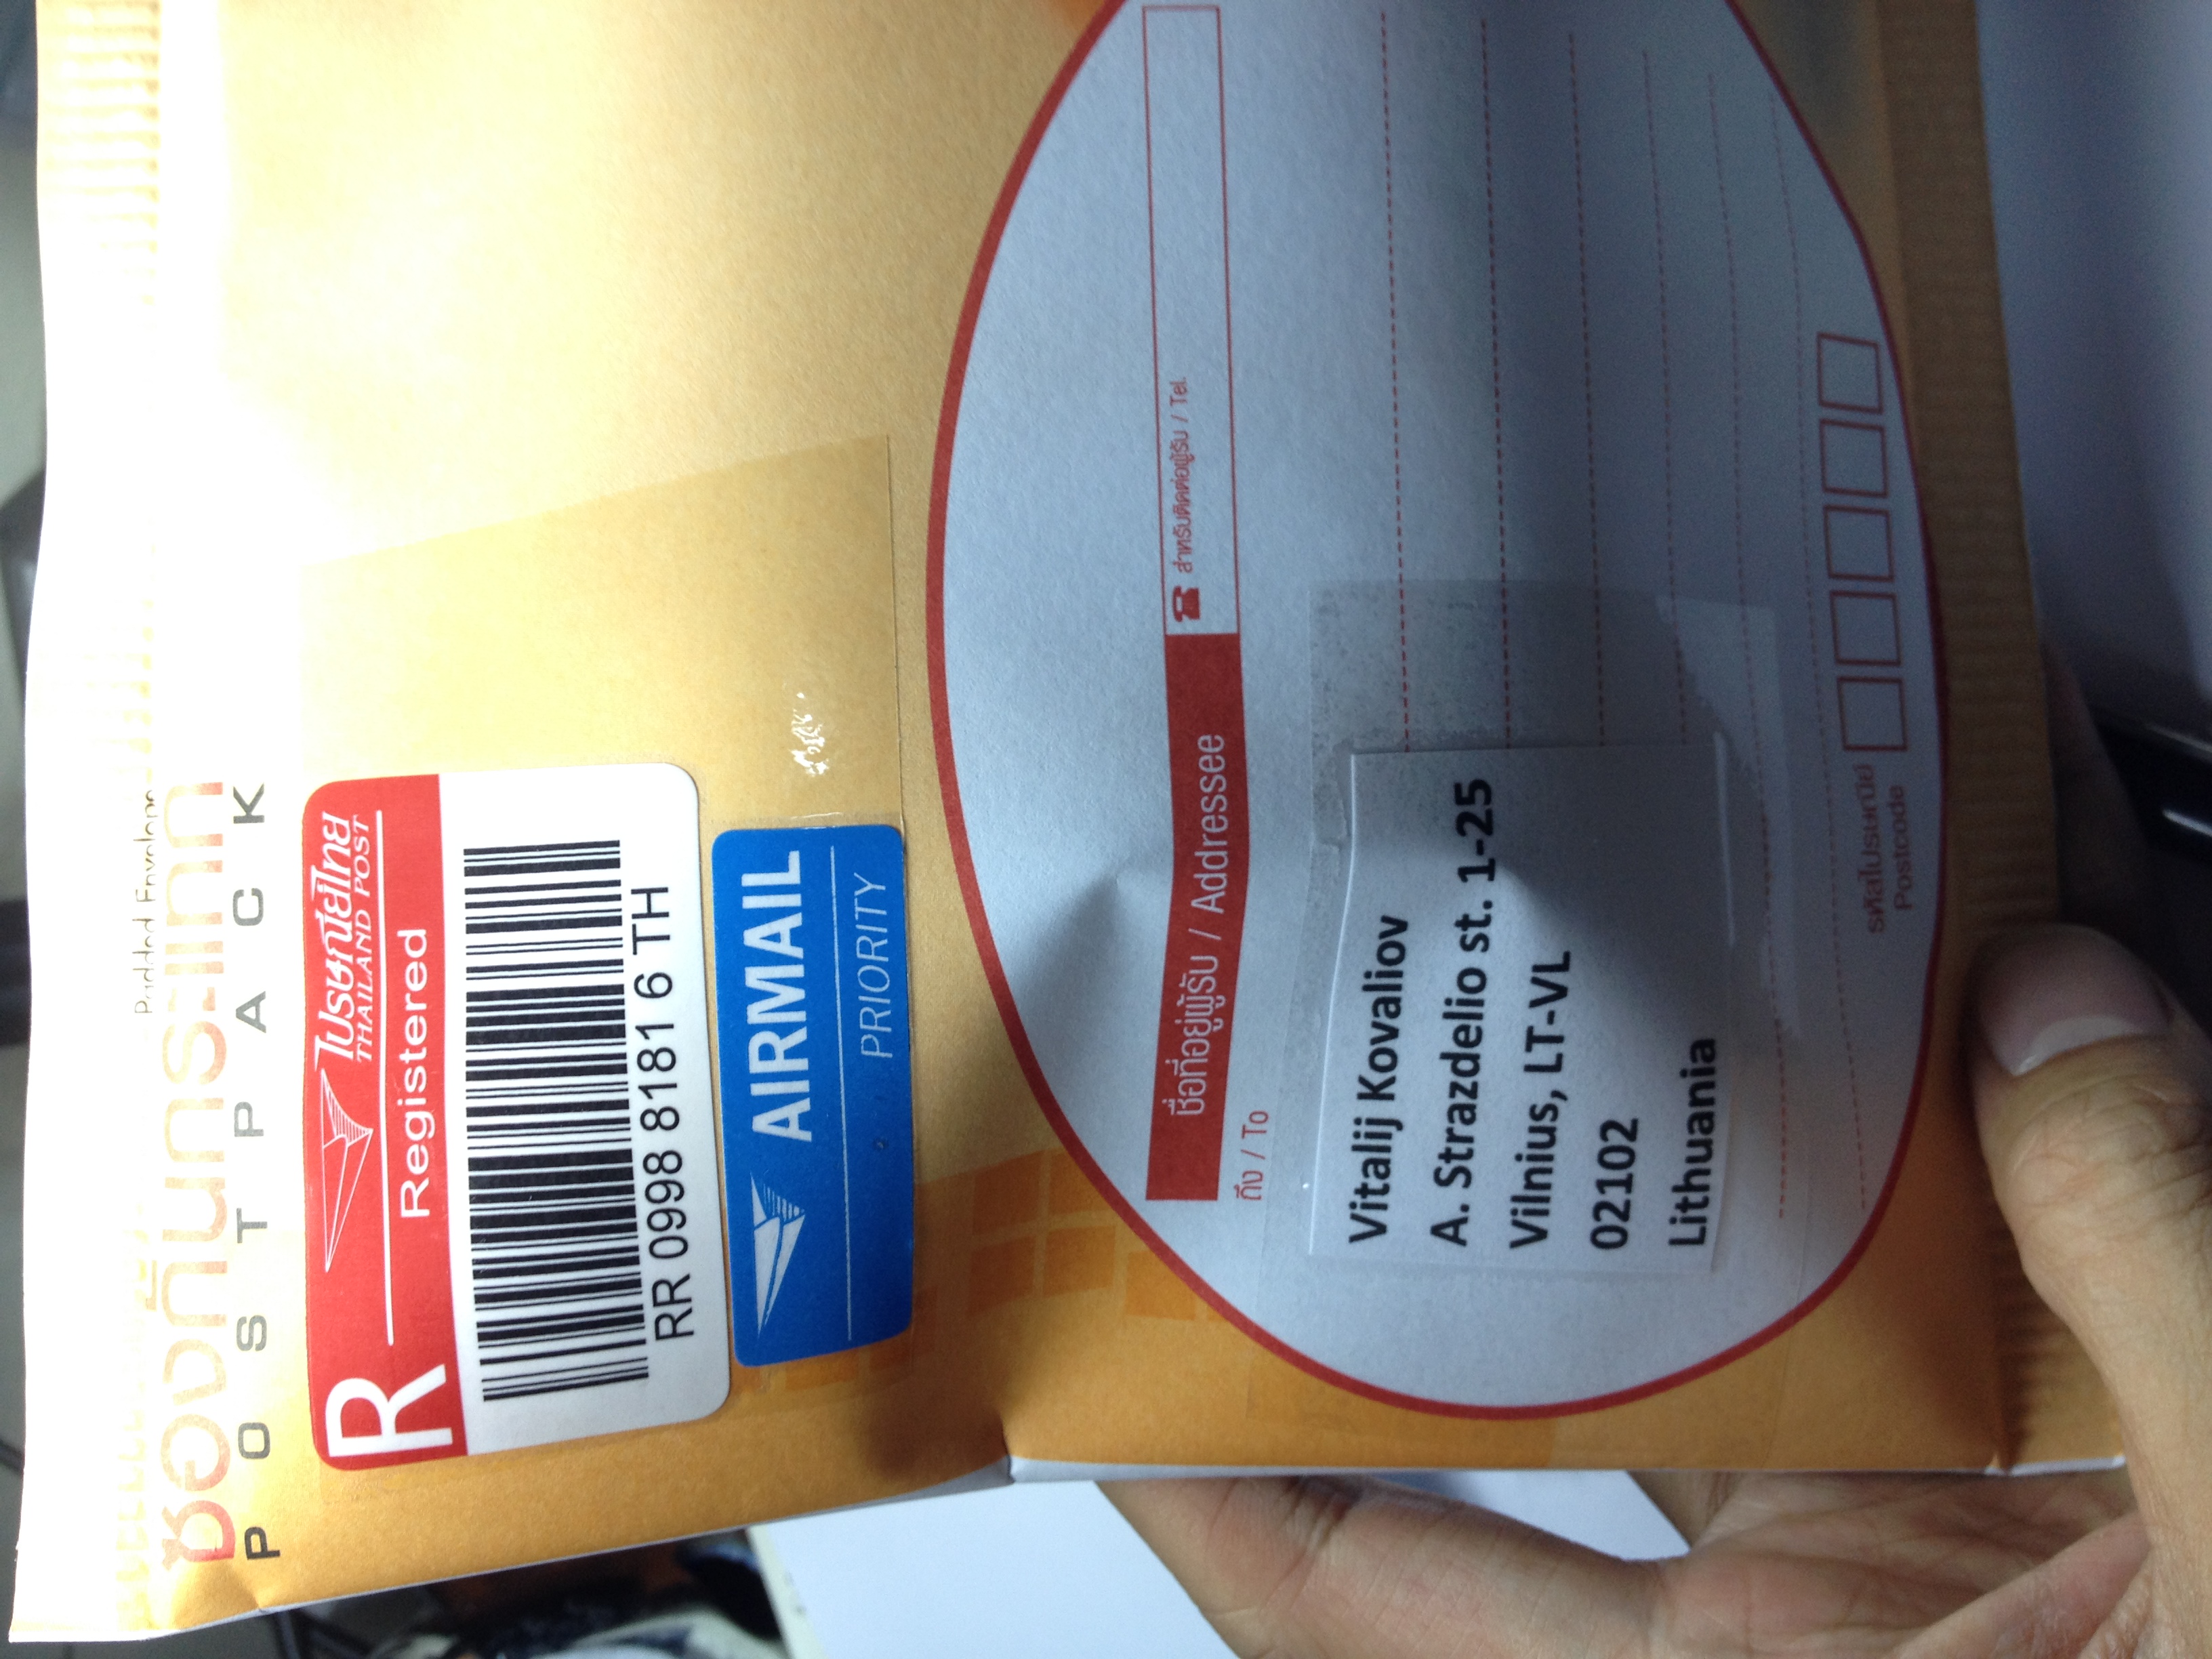 ซองกันกระแทก
Padded Envelope
POSTPACK
R
ไปรษณีย์ไทย
THAILAND POST
Registered
RR 0998 8181 6 TH
AIRMAIL
PRIORITY
ชื่อที่อยู่ผู้รับ / Addressee
☎ สำหรับติดต่อผู้รับ / Tel.
ถึง / To
Vitalij Kovaliov
A. Strazdelio st. 1-25
Vilnius, LT-VL
02102
Lithuania
รหัสไปรษณีย์
Postcode